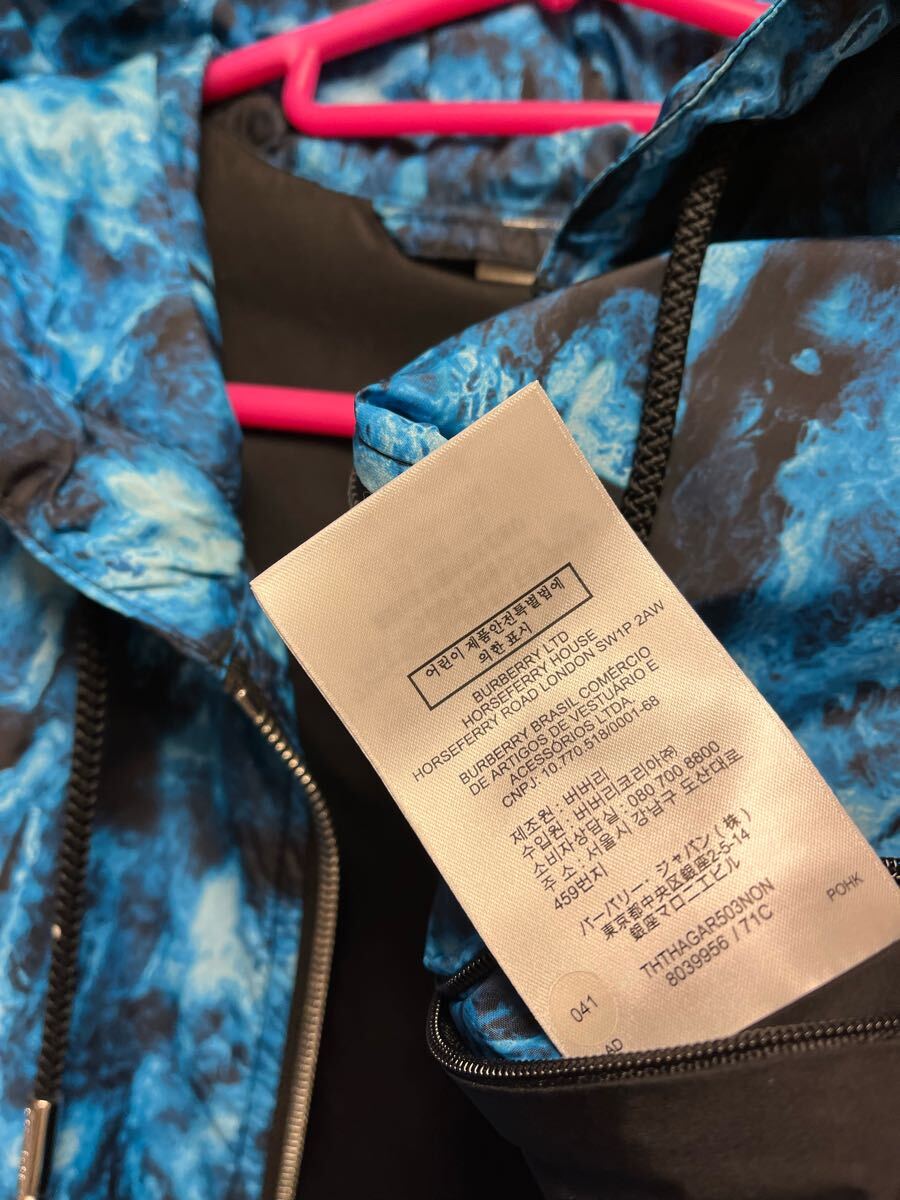 어린이 제품안전특별법에
의한 표시
BURBERRY LTD
HORSEFERRY HOUSE
HORSEFERRY ROAD LONDON SW1P 2AW
BURBERRY BRASIL COMÉRCIO
DE ARTIGOS DE VESTUÁRIO E
ACESSÓRIOS LTDA.
CNPJ: 10.770.518/0001-68
제조원 : 버버리
수입원 : 버버리코리아㈜
소비자상담실 : 080 700 8800
주소 : 서울시 강남구 도산대로
459번지
バーバリー・ジャパン(株)
東京都中央区銀座2-5-14
銀座マロニエビル
THTHAGAR503NON
8039956 / 71C
POHK
041
AD